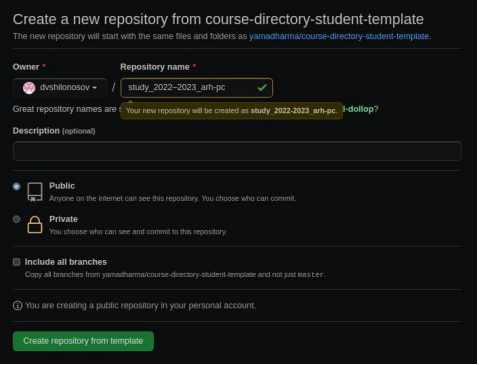 Create a new repository from course-directory-student-template
The new repository will start with the same files and folders as yamadharma/course-directory-student-template.
Owner * Repository name *
dvshilonosov / study_2022–2023_arh-pc
Great repository names are s
Your new repository will be created as study_2022-2023_arh-pc.
l-dollop?
Description (optional)
Public
Anyone on the internet can see this repository. You choose who can commit.
Private
You choose who can see and commit to this repository.
Include all branches
Copy all branches from yamadharma/course-directory-student-template and not just master.
You are creating a public repository in your personal account.
Create repository from template